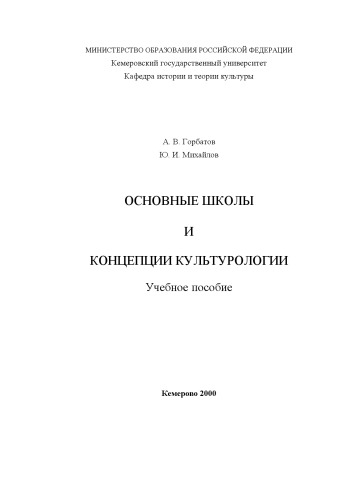 МИНИСТЕРСТВО ОБРАЗОВАНИЯ РОССИЙСКОЙ ФЕДЕРАЦИИ
Кемеровский государственный университет
Кафедра истории и теории культуры
А. В. Горбатов
Ю. И. Михайлов
ОСНОВНЫЕ ШКОЛЫ
И
КОНЦЕПЦИИ КУЛЬТУРОЛОГИИ
Учебное пособие
Кемерово 2000